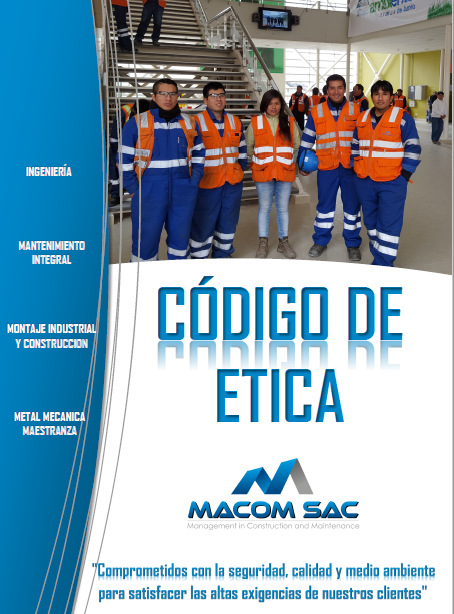 INGENIERÍA
MANTENIMIENTO
INTEGRAL
MONTAJE INDUSTRIAL
Y CONSTRUCCION
METAL MECANICA
MAESTRANZA
CÓDIGO DE
ETICA
MACOM SAC
Management in Construction and Maintenance
"Comprometidos con la seguridad, calidad y medio ambiente
para satisfacer las altas exigencias de nuestros clientes"